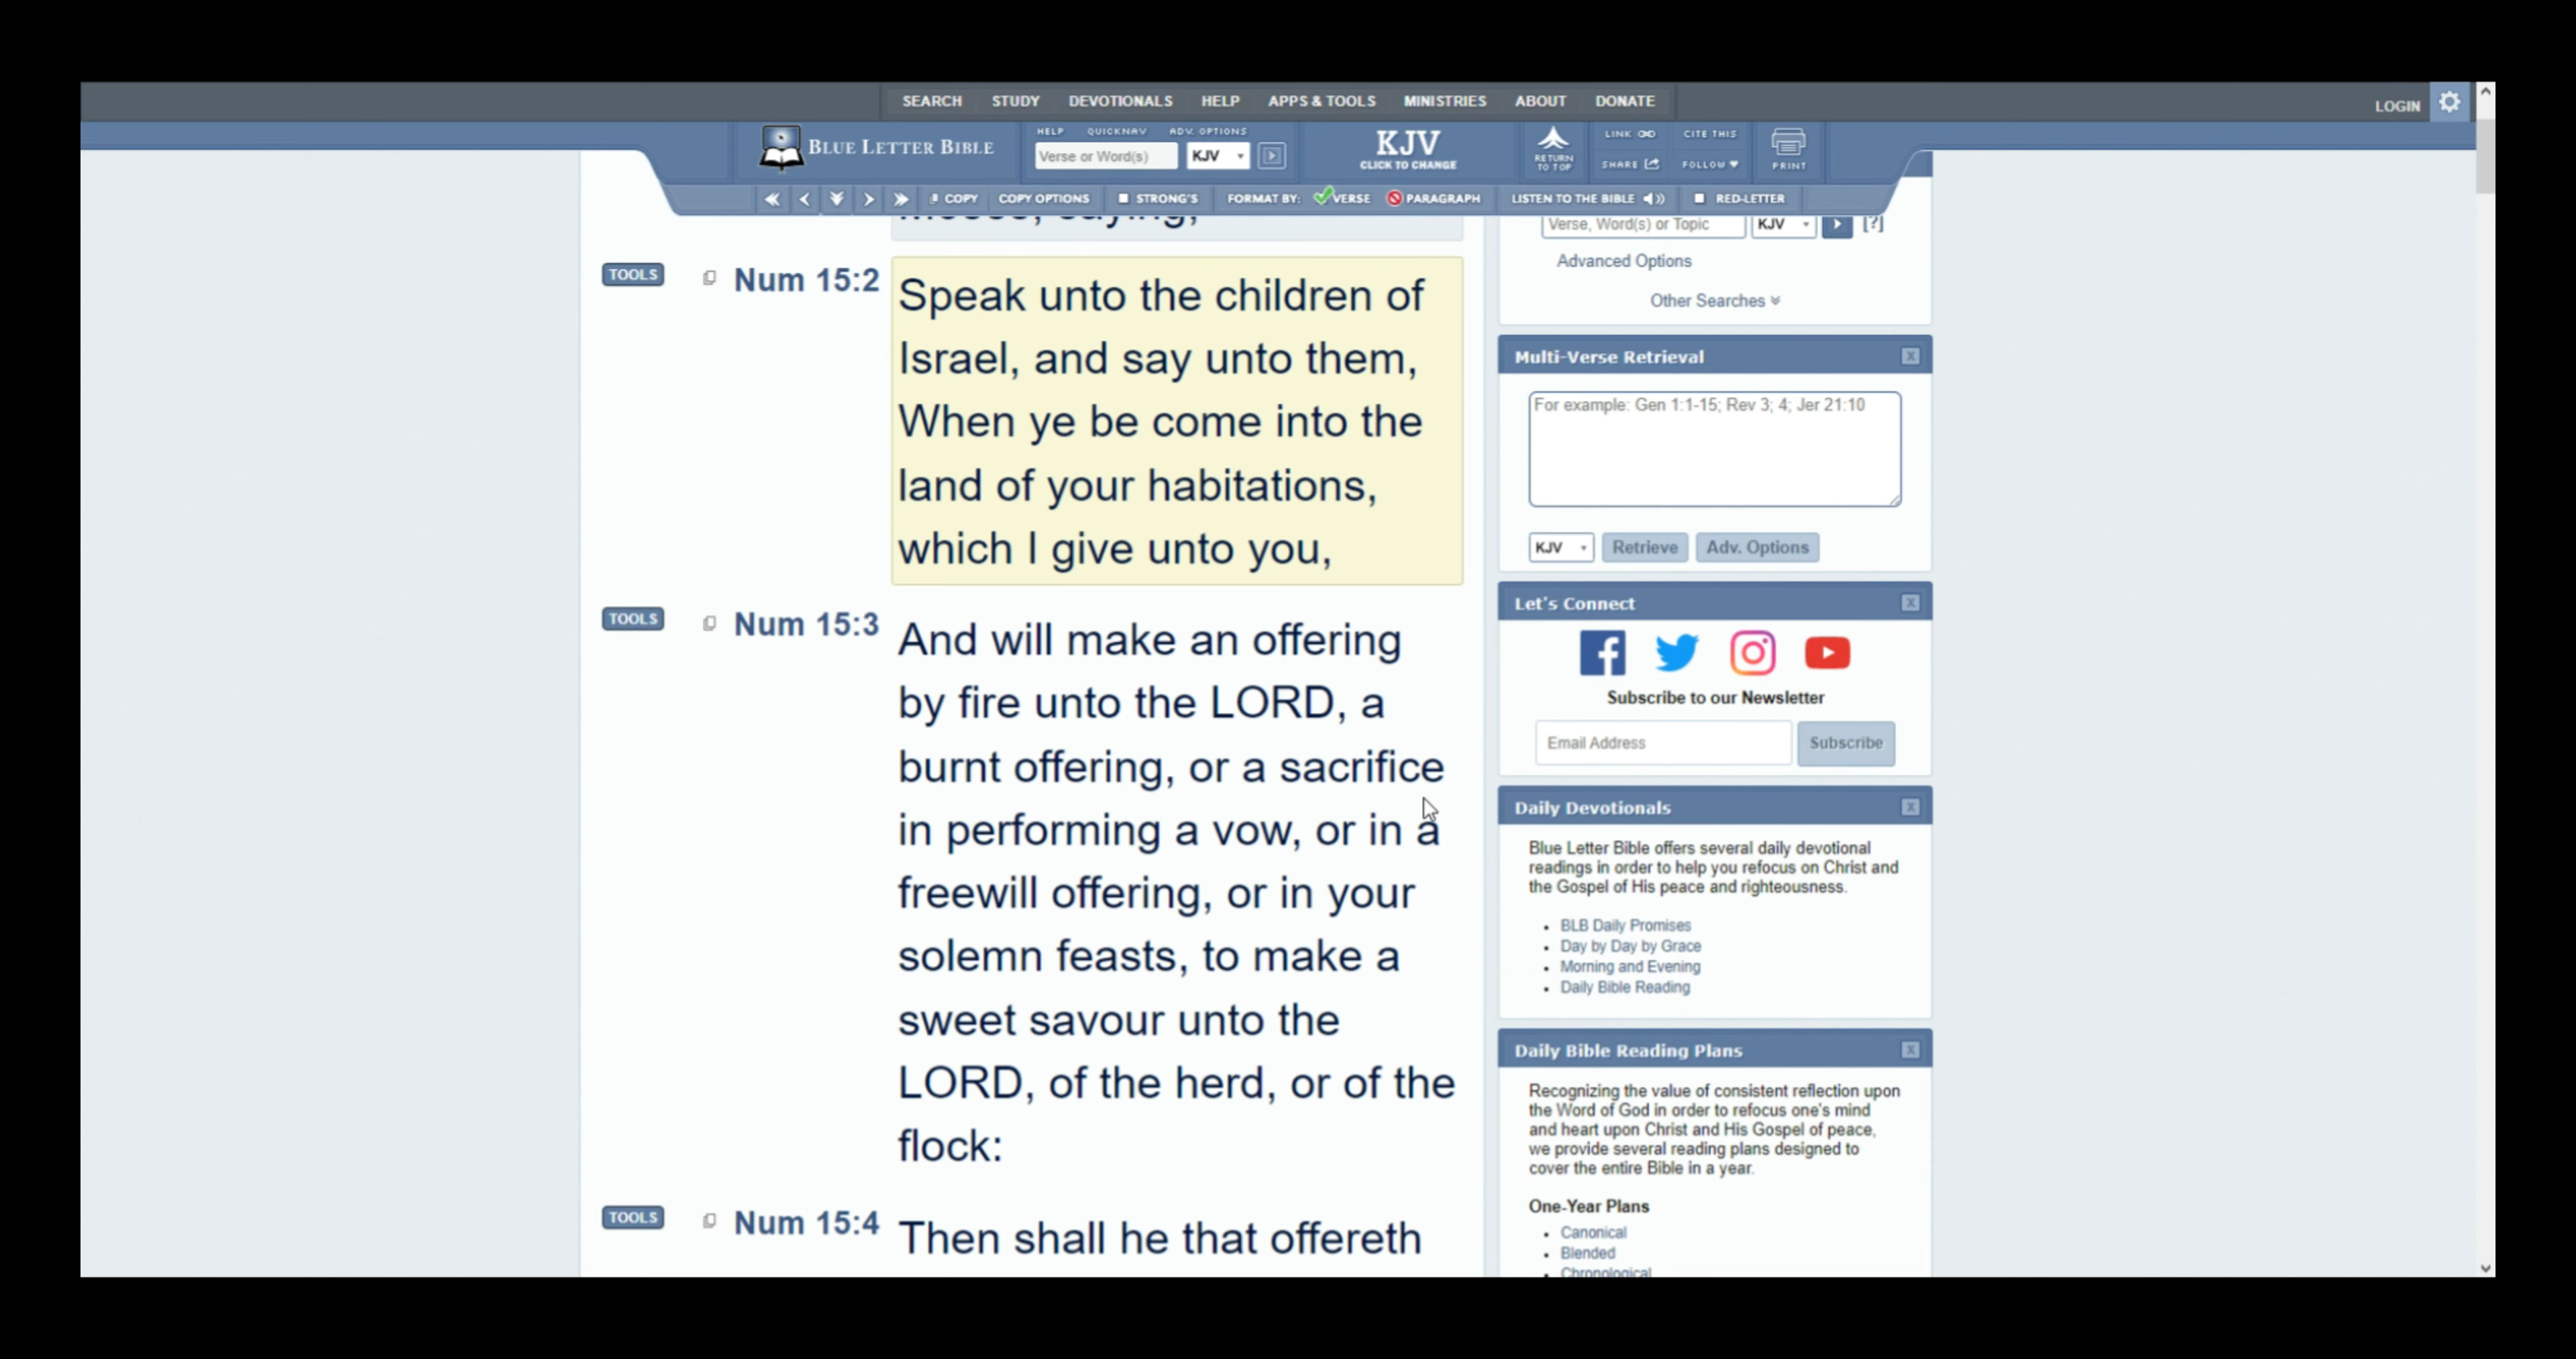 SEARCH STUDY DEVOTIONALS HELP APPS & TOOLS MINISTRIES ABOUT DONATE
LOGIN
BLUE LETTER BIBLE
HELP QUICKNAV ADV. OPTIONS
Verse or Word(s) KJV
KJV
CLICK TO CHANGE
RETURN
TO TOP
LINK CITE THIS
SHARE FOLLOW
PRINT
COPY COPY OPTIONS STRONG'S FORMAT BY: VERSE PARAGRAPH LISTEN TO THE BIBLE RED-LETTER
TOOLS Num 15:2
Speak unto the children of
Israel, and say unto them,
When ye be come into the
land of your habitations,
which I give unto you,
TOOLS Num 15:3
And will make an offering
by fire unto the LORD, a
burnt offering, or a sacrifice
in performing a vow, or in a
freewill offering, or in your
solemn feasts, to make a
sweet savour unto the
LORD, of the herd, or of the
flock:
TOOLS Num 15:4
Then shall he that offereth
Verse, Word(s) or Topic KJV [?]
Advanced Options
Other Searches
Multi-Verse Retrieval X
For example: Gen 1:1-15; Rev 3; 4; Jer 21:10
KJV Retrieve Adv. Options
Let's Connect X
Subscribe to our Newsletter
Email Address Subscribe
Daily Devotionals X
Blue Letter Bible offers several daily devotional
readings in order to help you refocus on Christ and
the Gospel of His peace and righteousness.
BLB Daily Promises
Day by Day by Grace
Morning and Evening
Daily Bible Reading
Daily Bible Reading Plans X
Recognizing the value of consistent reflection upon
the Word of God in order to refocus one's mind
and heart upon Christ and His Gospel of peace,
we provide several reading plans designed to
cover the entire Bible in a year.
One-Year Plans
Canonical
Blended
Chronological